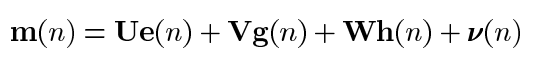 m(n) = Ue(n) + Vg(n) + Wh(n) + ν(n)